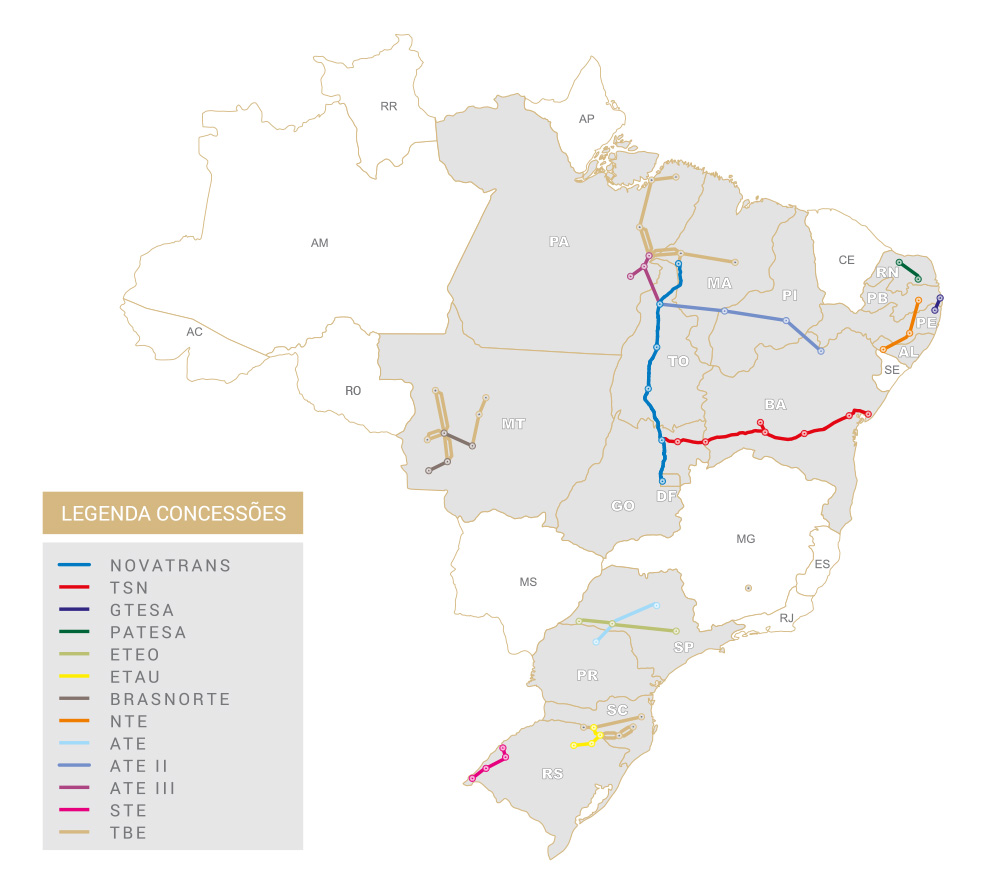 RR
AP
AM
PA
CE
RN
MA
PI
PB
PE
AC
AL
TO
SE
RO
BA
MT
DF
GO
LEGENDA CONCESSÕES
MG
ES
NOVATRANS
TSN
MS
GTESA
RJ
PATESA
SP
ETEO
PR
ETAU
BRASNORTE
SC
NTE
ATE
ATE II
RS
ATE III
STE
TBE